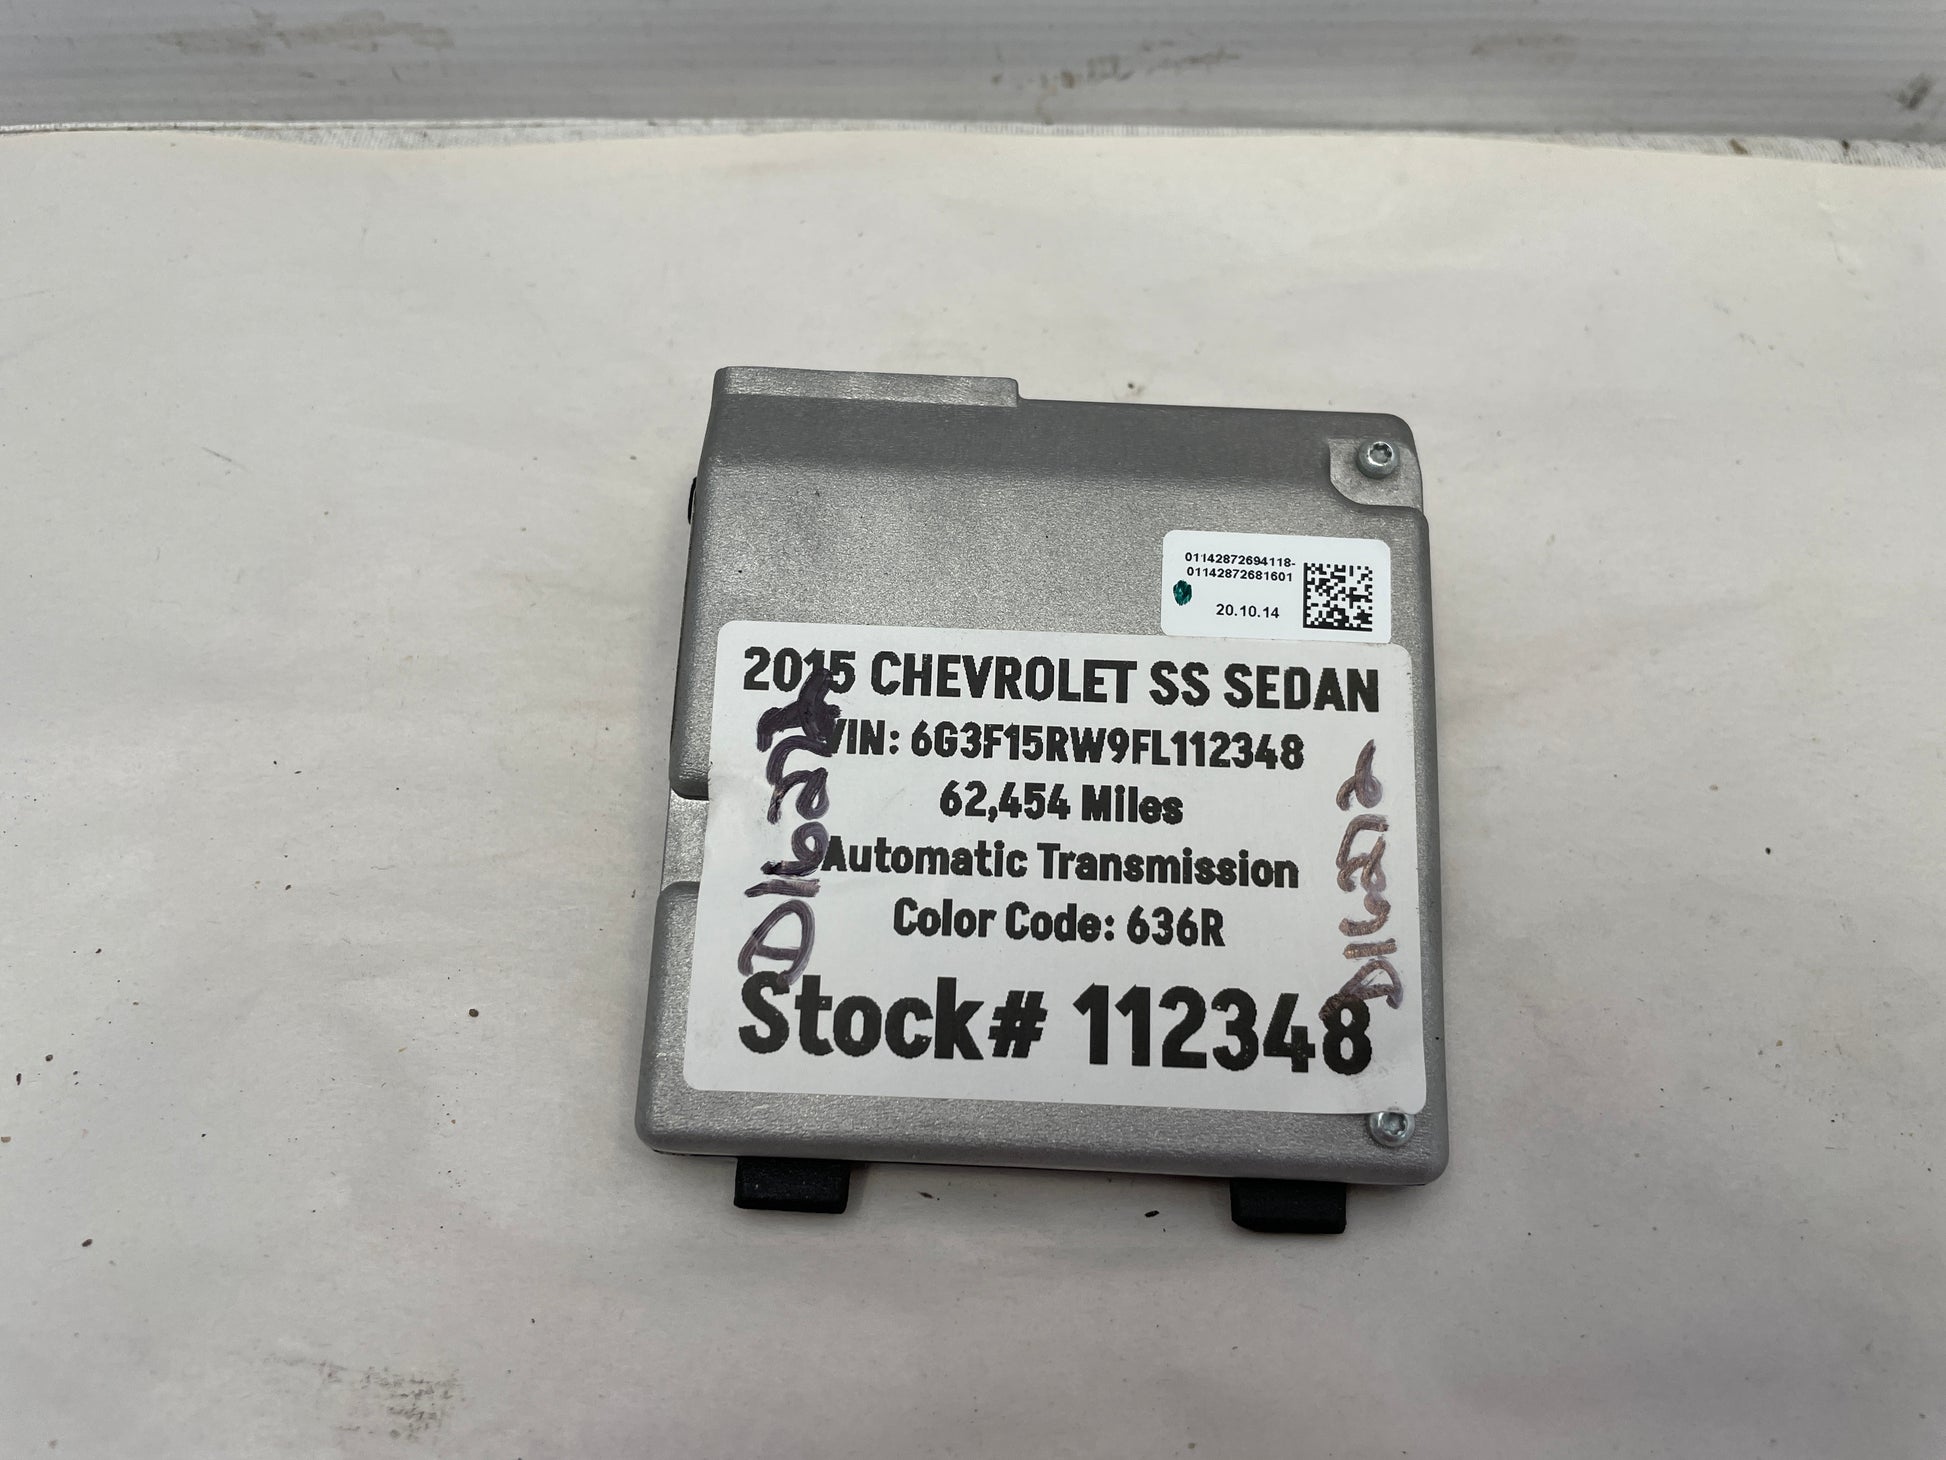 01142872694118-
01142872681601
20.10.14
2015 CHEVROLET SS SEDAN
VIN: 6G3F15RW9FL112348
62,454 Miles
Automatic Transmission
Color Code: 636R
Stock# 112348